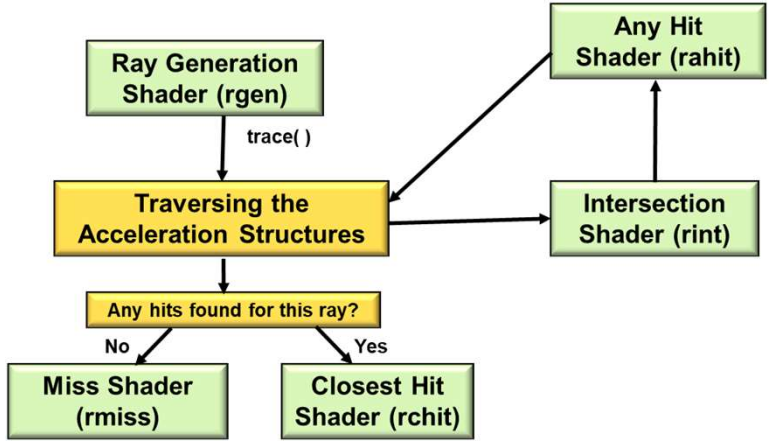 Any Hit
Shader (rahit)
Ray Generation
Shader (rgen)
trace( )
Traversing the
Acceleration Structures
Intersection
Shader (rint)
Any hits found for this ray?
No
Yes
Miss Shader
(rmiss)
Closest Hit
Shader (rchit)